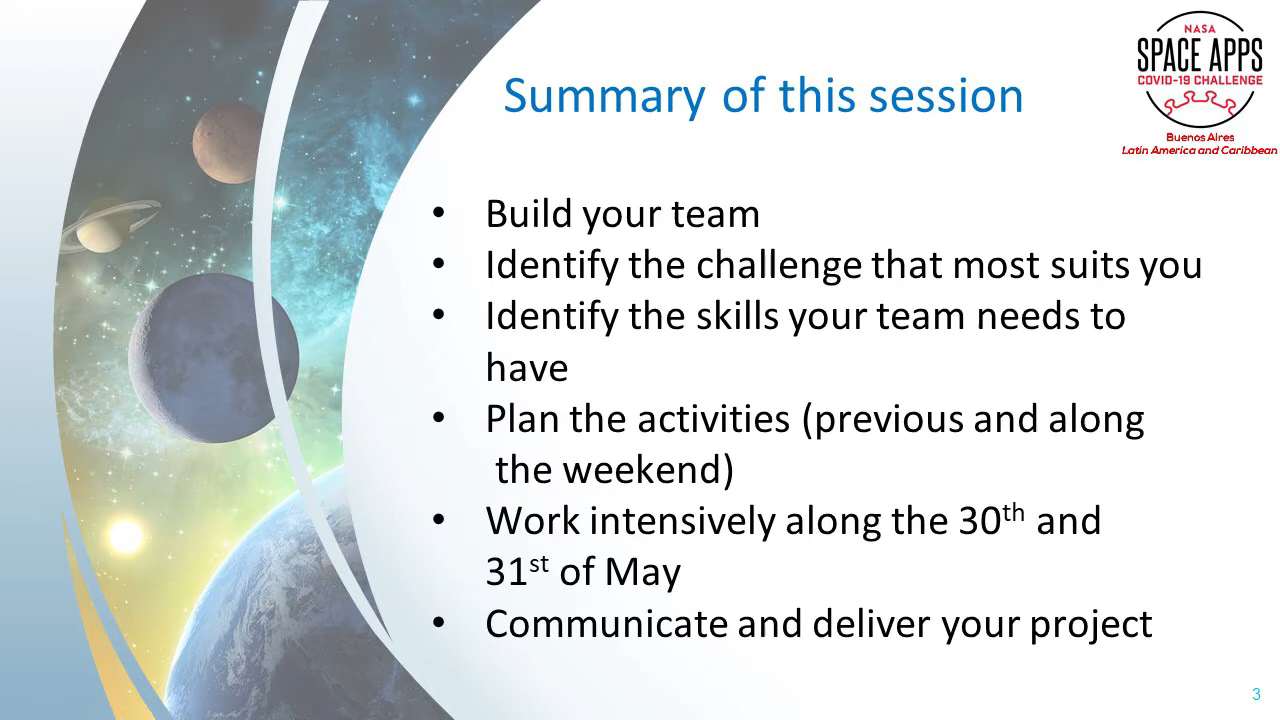 NASA
SPACE APPS
COVID-19 CHALLENGE
Buenos Aires
Latin America and Caribbean
Summary of this session
• Build your team
• Identify the challenge that most suits you
• Identify the skills your team needs to
have
• Plan the activities (previous and along
the weekend)
• Work intensively along the 30th and
31st of May
• Communicate and deliver your project
3